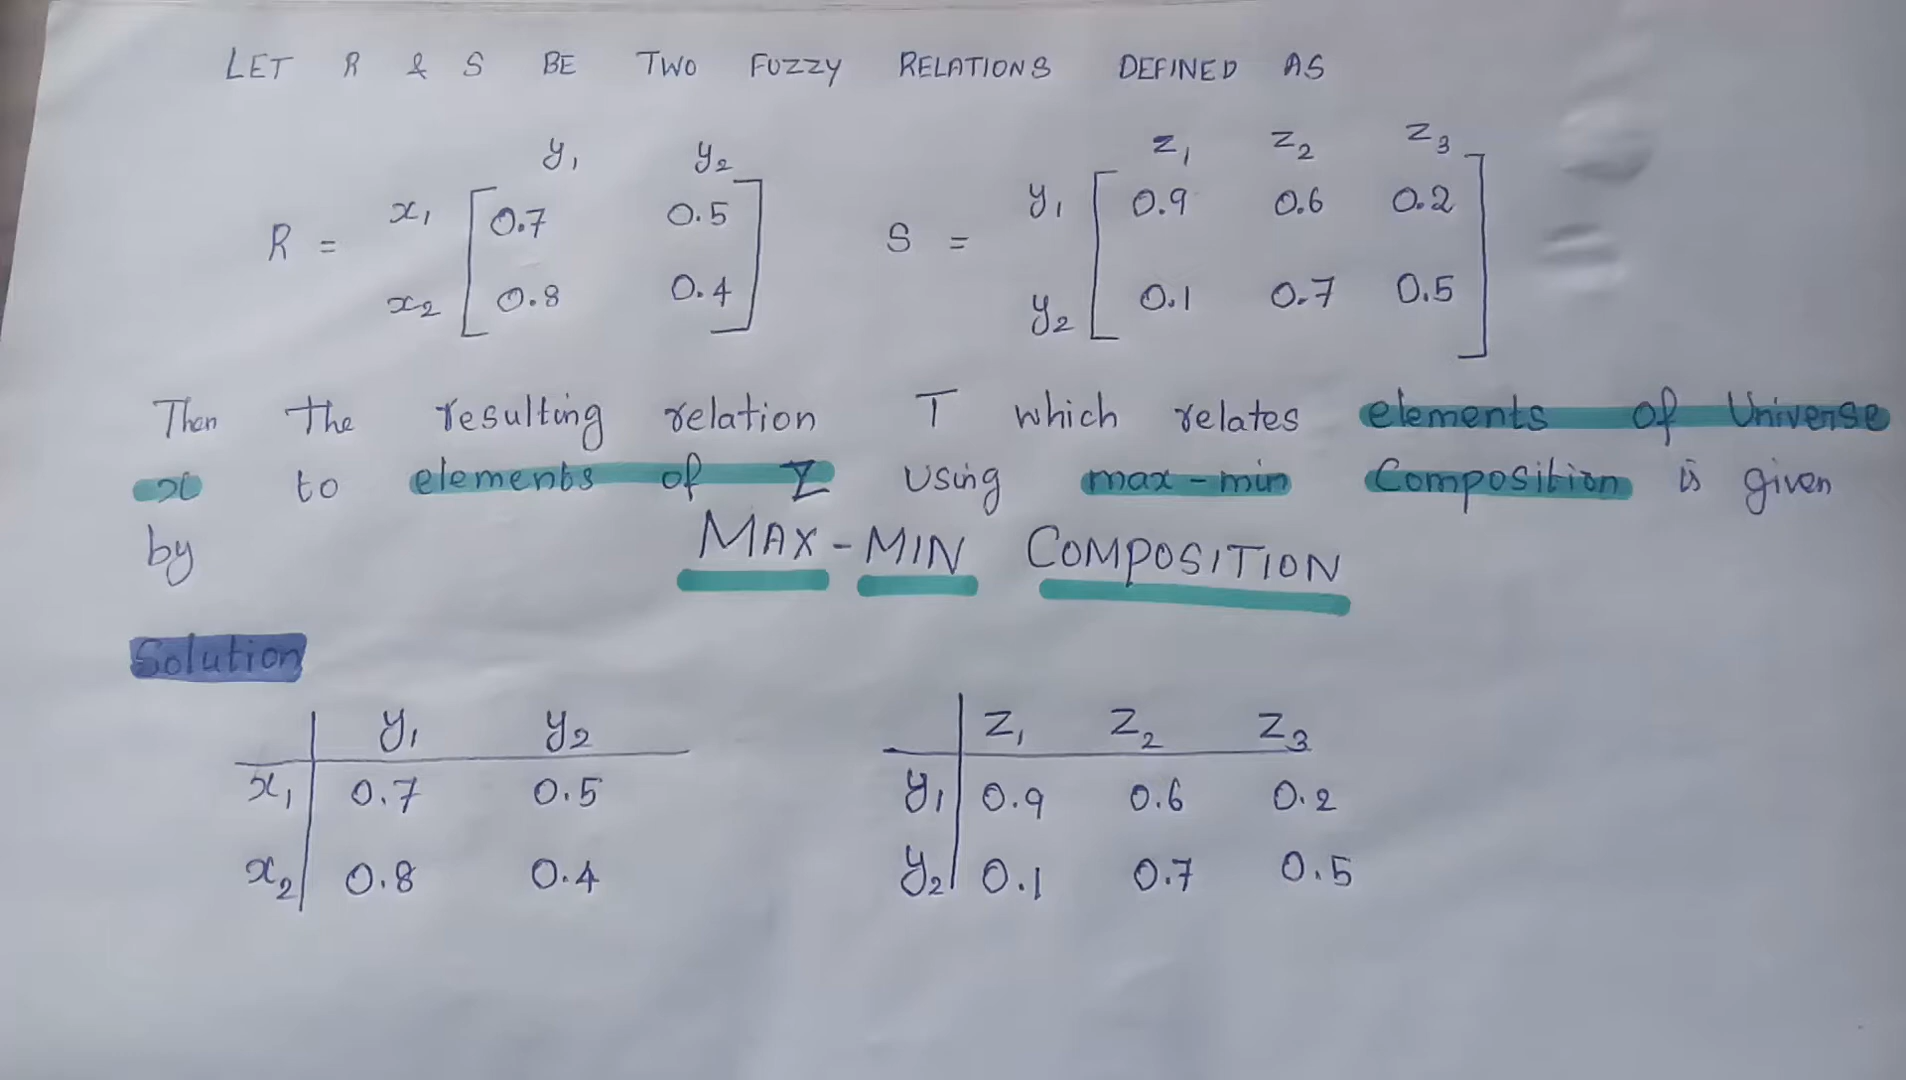 LET R & S BE TWO FUZZY RELATIONS DEFINED AS
y₁ y₂ z₁ z₂ z₃
R = x₁ 0.7 0.5 S = y₁ 0.9 0.6 0.2
x₂ 0.8 0.4 y₂ 0.1 0.7 0.5
Then the resulting relation T which relates elements of Universe
x to elements of Z using max-min Composition is given
by MAX-MIN COMPOSITION
Solution
y₁ y₂ z₁ z₂ z₃
x₁ 0.7 0.5 y₁ 0.9 0.6 0.2
x₂ 0.8 0.4 y₂ 0.1 0.7 0.5